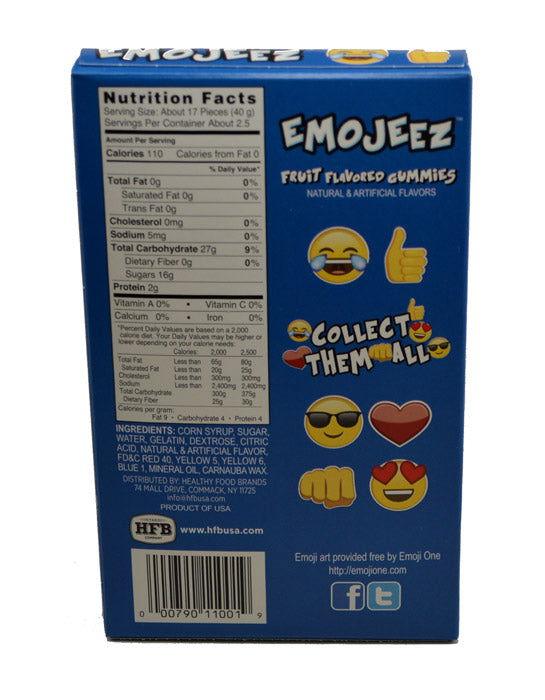 EMOJEEZ
Nutrition Facts
Serving Size: About 17 Pieces (40 g)
Servings Per Container About 2.5
Amount Per Serving
Calories 110 Calories from Fat 0
% Daily Value*
Total Fat 0g 0%
Saturated Fat 0g 0%
Trans Fat 0g
Cholesterol 0mg 0%
Sodium 5mg 0%
Total Carbohydrate 27g 9%
Dietary Fiber 0g 0%
Sugars 16g
Protein 2g
Vitamin A 0% • Vitamin C 0%
Calcium 0% • Iron 0%
*Percent Daily Values are based on a 2,000
calorie diet. Your Daily Values may be higher or
lower depending on your calorie needs:
Calories: 2,000 2,500
Total Fat Less than 65g 80g
Saturated Fat Less than 20g 25g
Cholesterol Less than 300mg 300mg
Sodium Less than 2,400mg 2,400mg
Total Carbohydrate 300g 375g
Dietary Fiber 25g 30g
Calories per gram:
Fat 9 • Carbohydrate 4 • Protein 4
INGREDIENTS: CORN SYRUP, SUGAR,
WATER, GELATIN, DEXTROSE, CITRIC
ACID, NATURAL & ARTIFICIAL FLAVOR,
FD&C RED 40, YELLOW 5, YELLOW 6,
BLUE 1, MINERAL OIL, CARNAUBA WAX.
DISTRIBUTED BY: HEALTHY FOOD BRANDS
74 MALL DRIVE, COMMACK, NY 11725
info@hfbusa.com
PRODUCT OF USA
HFB
COMPANY
www.hfbusa.com
0 00790 11001 9
EMOJEEZ™
FRUIT FLAVORED GUMMIES
NATURAL & ARTIFICIAL FLAVORS
COLLECT
THEM ALL
Emoji art provided free by Emoji One
http://emojione.com
f t